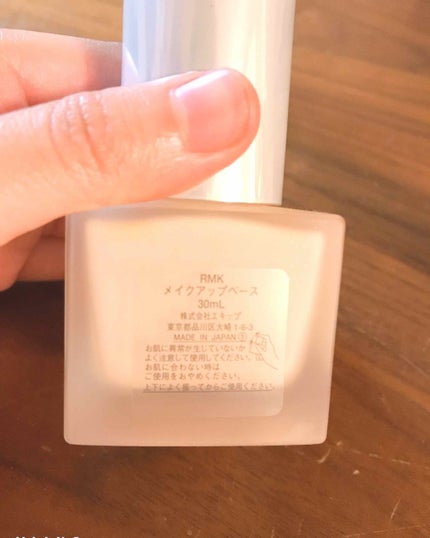 RMK
メイクアップベース
30mL
株式会社エキップ
東京都品川区大崎1-6-3
MADE IN JAPAN
お肌に異常が生じていないか
よく注意して使用してください。
お肌に合わない時は
ご使用をおやめください。
上下によく振ってからご使用ください。